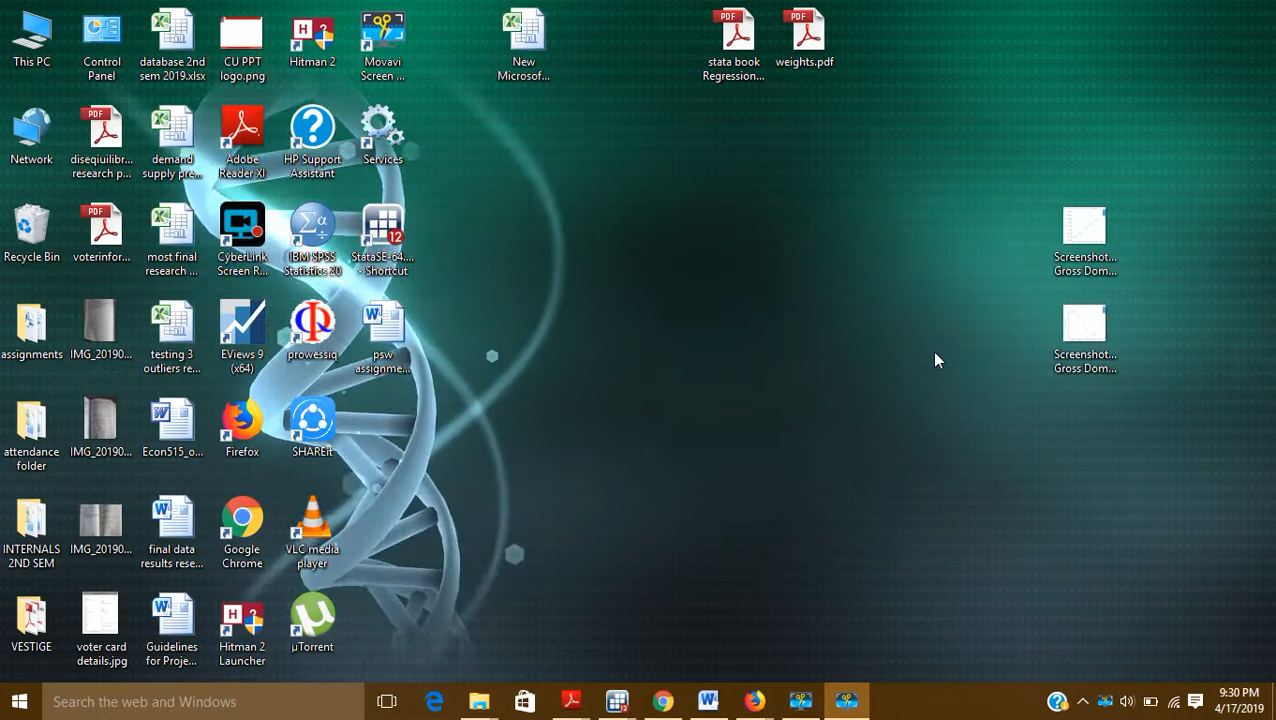 This PC
Control
Panel
database 2nd
sem 2019.xlsx
CU PPT
logo.png
Hitman 2
Movavi
Screen ...
New
Microsof...
stata book
Regression...
weights.pdf
Network
diseqiulibr...
research p...
demand
supply pre...
Adobe
Reader XI
HP Support
Assistant
Services
Recycle Bin
voterinfor...
most final
research ...
CyberLink
Screen R...
IBM SPSS
Statistics 20
StataSE-64....
- Shortcut
Screenshot...
Gross Dom...
assignments
IMG_20190...
testing 3
outliers re...
EViews 9
(x64)
prowessiq
psw
assignme...
Screenshot...
Gross Dom...
attendance
folder
IMG_20190...
Econ515_o...
Firefox
SHAREit
INTERNALS
2ND SEM
IMG_20190...
final data
results rese...
Google
Chrome
VLC media
player
VESTIGE
voter card
details.jpg
Guidelines
for Proje...
Hitman 2
Launcher
µTorrent
Search the web and Windows
3:30 PM
4/17/2019